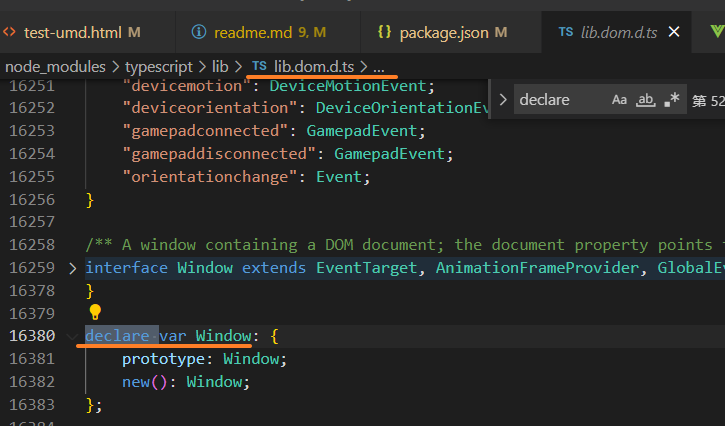 <> test-umd.html M
readme.md 9, M
{} package.json M
TS lib.dom.d.ts ×
node_modules > typescript > lib > TS lib.dom.d.ts > ...
> declare Aa ab .* 第 52
16251 "devicemotion": DeviceMotionEvent;
16252 "deviceorientation": DeviceOrientationEv
16253 "gamepadconnected": GamepadEvent;
16254 "gamepaddisconnected": GamepadEvent;
16255 "orientationchange": Event;
16256 }
16257
16258 /** A window containing a DOM document; the document property points t
16259 > interface Window extends EventTarget, AnimationFrameProvider, GlobalEv
16378 }
16379
16380 declare var Window: {
16381 prototype: Window;
16382 new(): Window;
16383 };